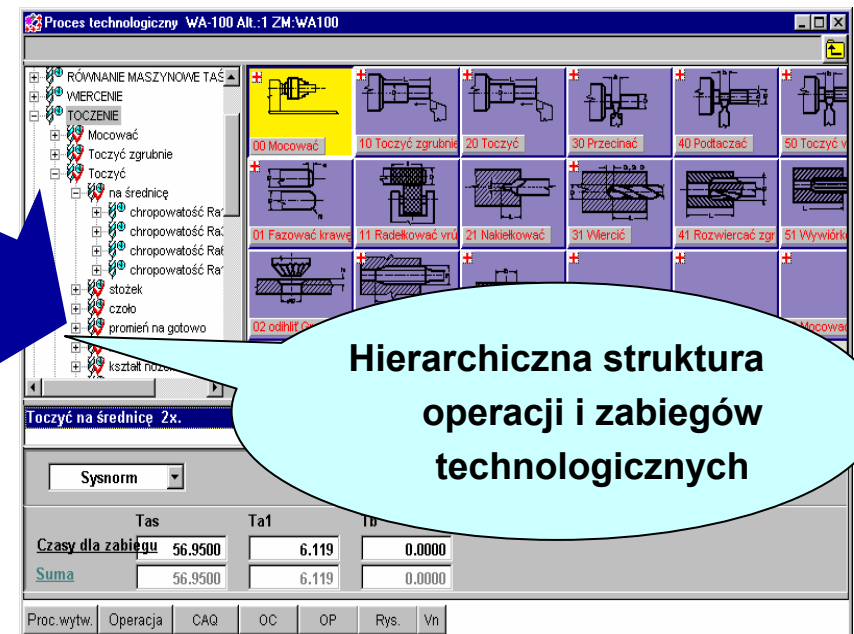 Proces technologiczny WA-100 Alt.:1 ZM:WA100
RÓWNANIE MASZYNOWE TAŚ
WIERCENIE
TOCZENIE
Mocować
Toczyć zgrubnie
Toczyć
na średnicę
chropowatość Ra
chropowatość Ra
chropowatość Ra
chropowatość Ra
stożek
czoło
promień na gotowo
kształt
00 Mocować
10 Toczyć zgrubnie
20 Toczyć
30 Przecinać
40 Podtaczać
50 Toczyć
01 Fazować krawę
11 Radełkować
21 Nakiełkować
31 Wiercić
41 Rozwiercać zgr
51 Wywiórk
02 odihliť
Mocować
Hierarchiczna struktura
operacji i zabiegów
technologicznych
Toczyć na średnicę 2x.
Sysnorm
Tas Ta1 Tb
Czasy dla zabiegu 56.9500 6.119 0.0000
Suma 56.9500 6.119 0.0000
Proc.wytw. Operacja CAQ OC OP Rys. Vn